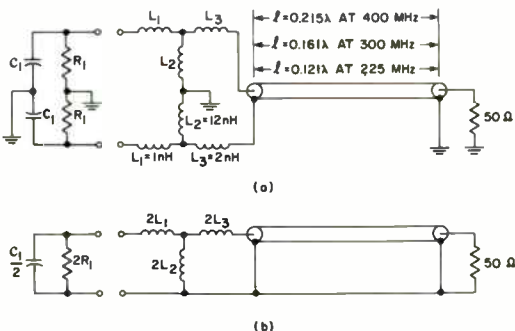 L₁ L₃
ℓ=0.215λ AT 400 MHz
ℓ=0.161λ AT 300 MHz
ℓ=0.121λ AT 225 MHz
C₁ R₁
L₂
C₁ R₁
L₂=12nH
L₁=1nH L₃=2nH
50 Ω
(a)
2L₁ 2L₃
C₁/2 2R₁
2L₂
50 Ω
(b)